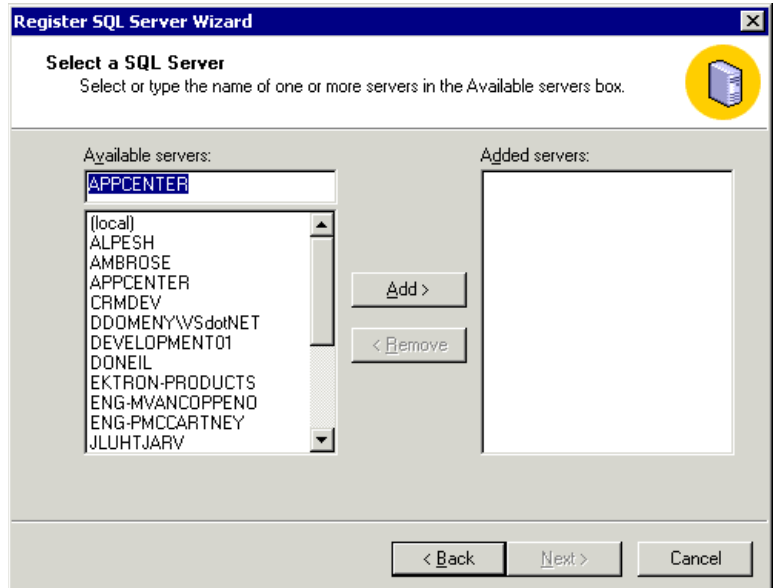 Register SQL Server Wizard
Select a SQL Server
Select or type the name of one or more servers in the Available servers box.
Available servers:
APPCENTER
(local)
ALPESH
AMBROSE
APPCENTER
CRMDEV
DDOMENY\VSdotNET
DEVELOPMENT01
DONEIL
EKTRON-PRODUCTS
ENG-MVANCOPPENO
ENG-PMCCARTNEY
JLUHTJARV
Add >
< Remove
Added servers:
< Back
Next >
Cancel